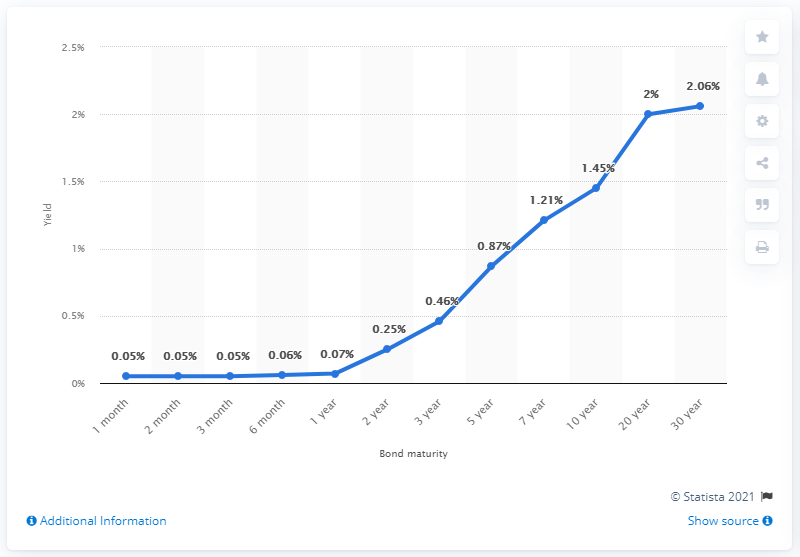 2.5%
2%
1.5%
1%
0.5%
0%
Yield
0.05%
0.05%
0.05%
0.06%
0.07%
0.25%
0.46%
0.87%
1.21%
1.45%
2%
2.06%
1 month
2 month
3 month
6 month
1 year
2 year
3 year
5 year
7 year
10 year
20 year
30 year
Bond maturity
© Statista 2021
Additional Information
Show source